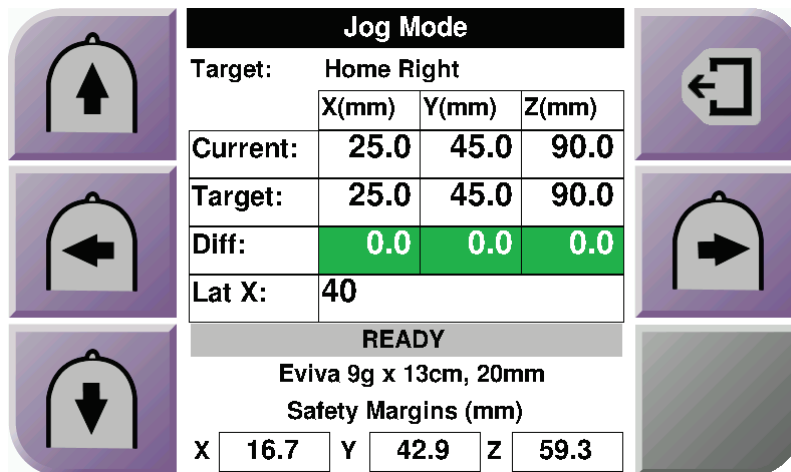 Jog Mode
Target: Home Right
X(mm) Y(mm) Z(mm)
Current: 25.0 45.0 90.0
Target: 25.0 45.0 90.0
Diff: 0.0 0.0 0.0
Lat X: 40
READY
Eviva 9g x 13cm, 20mm
Safety Margins (mm)
X 16.7 Y 42.9 Z 59.3